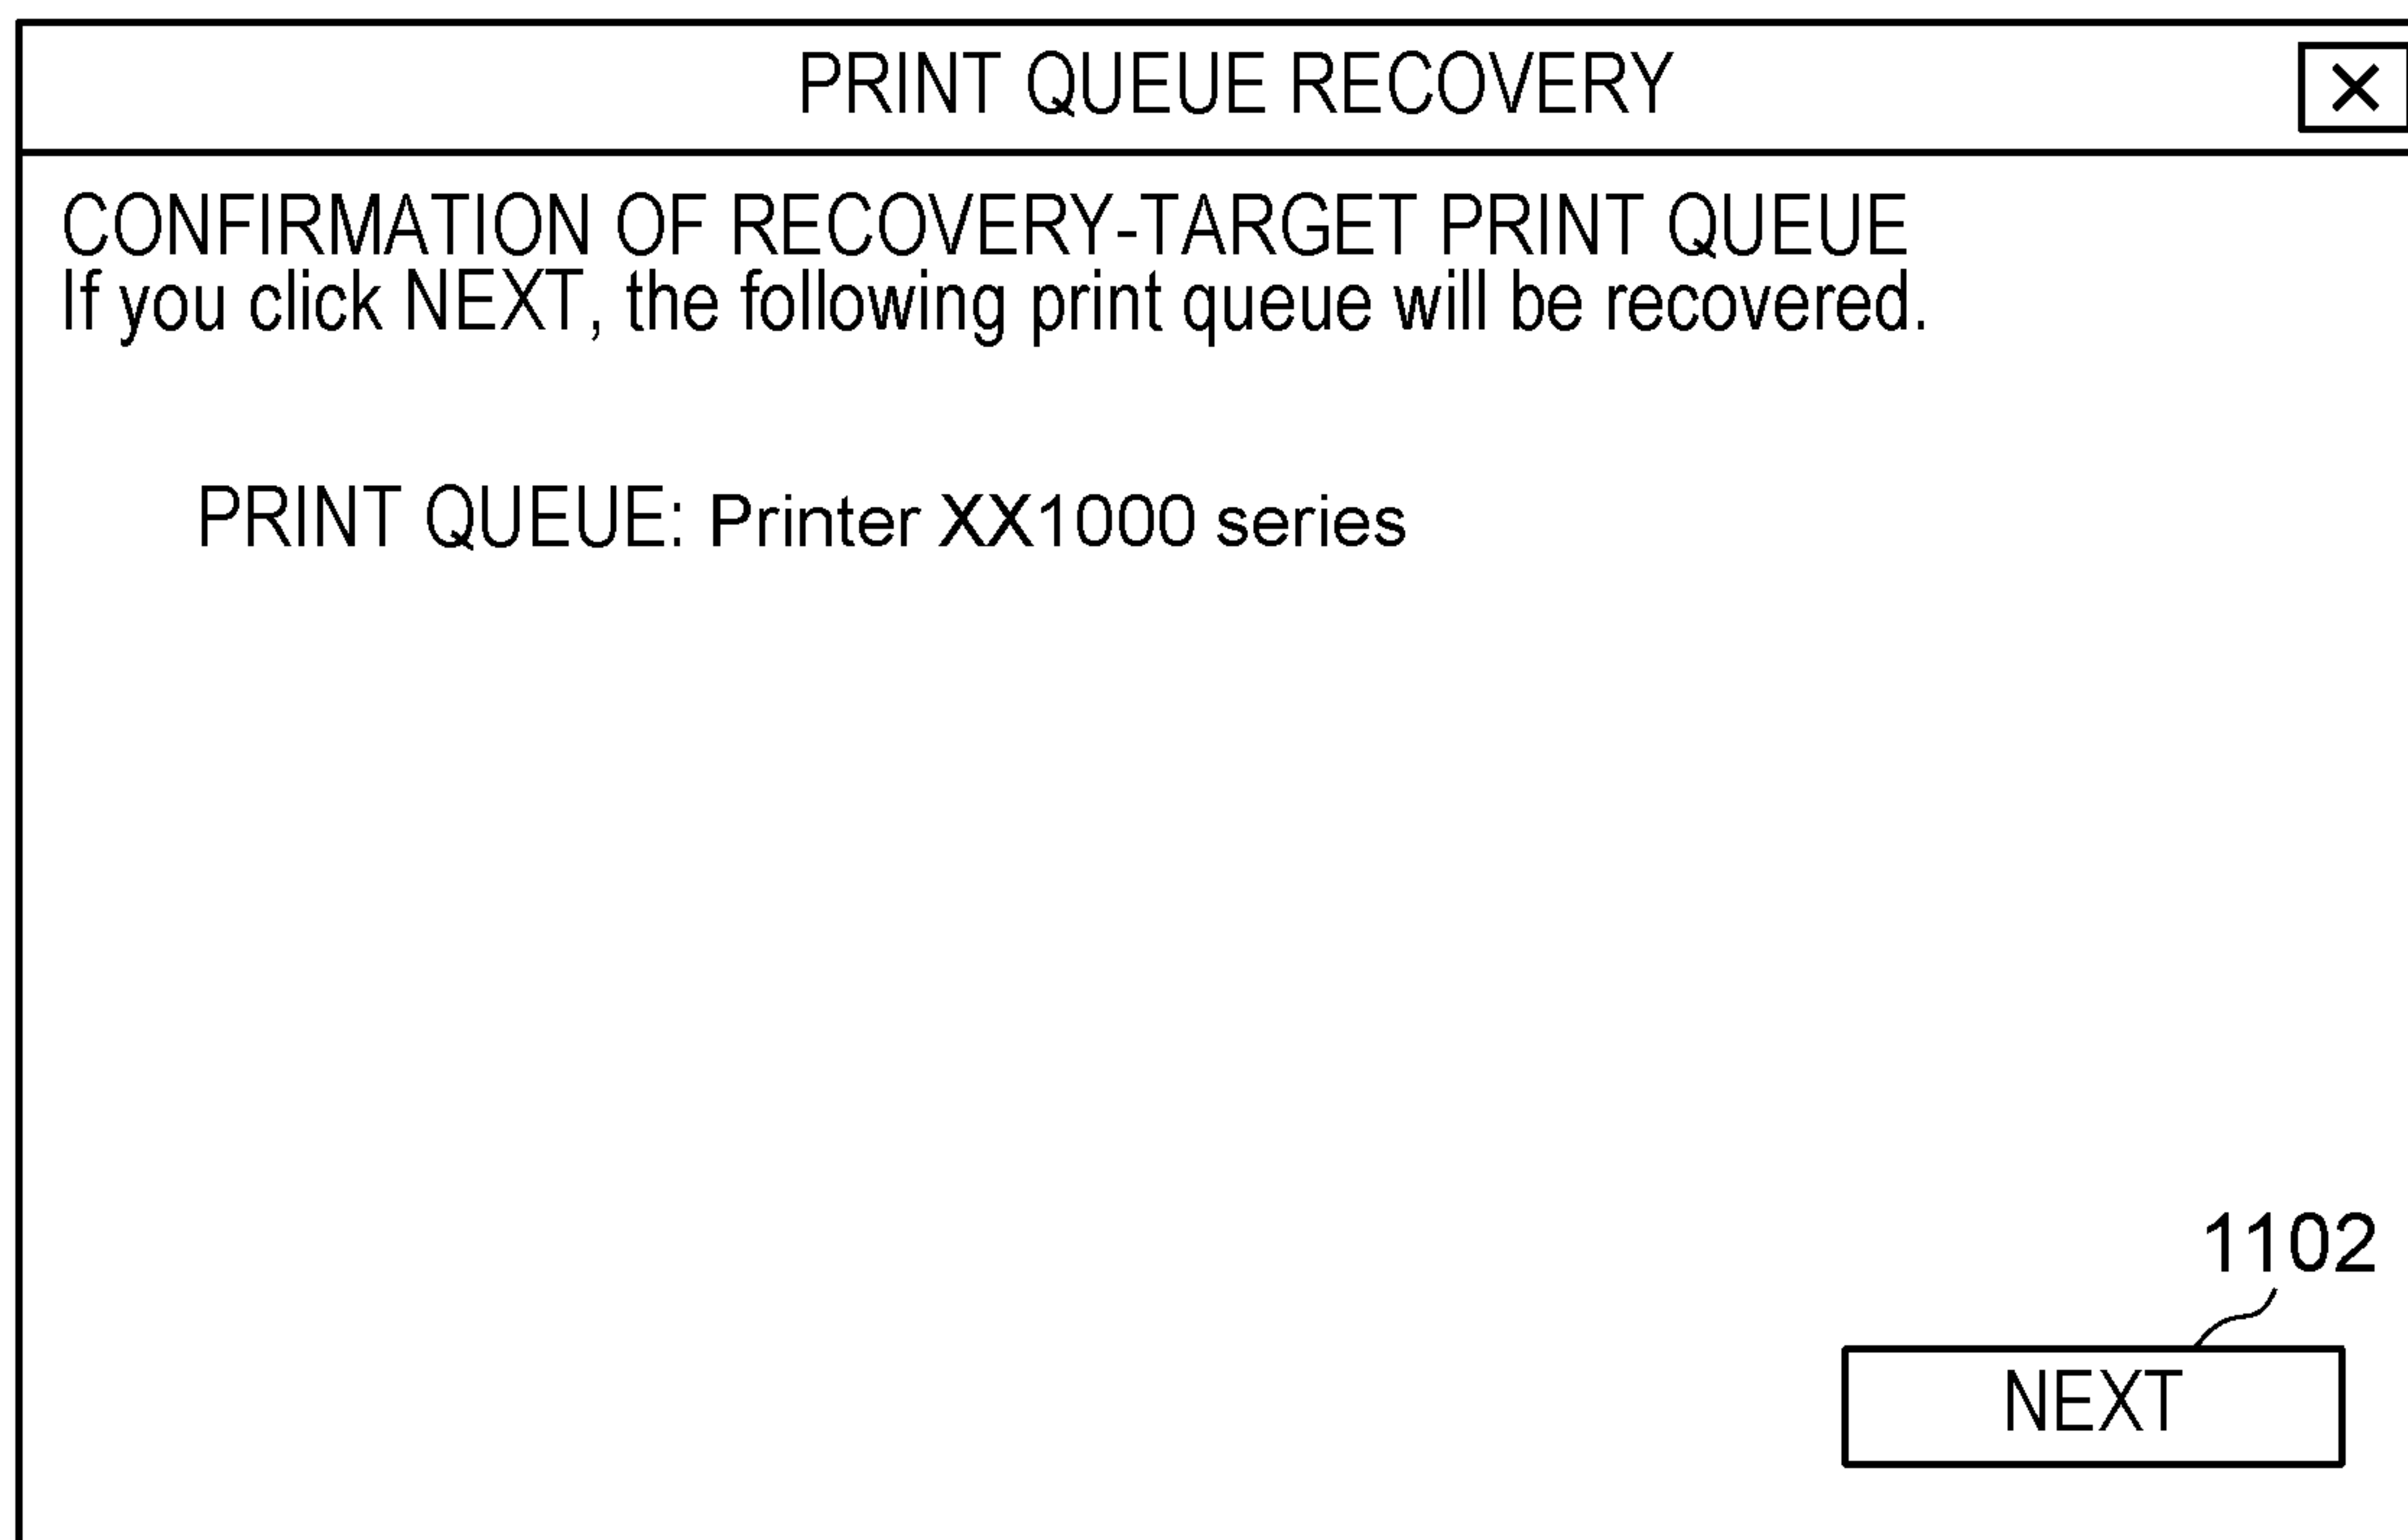 PRINT QUEUE RECOVERY
CONFIRMATION OF RECOVERY-TARGET PRINT QUEUE
If you click NEXT, the following print queue will be recovered.
PRINT QUEUE: Printer XX1000 series
1102
NEXT